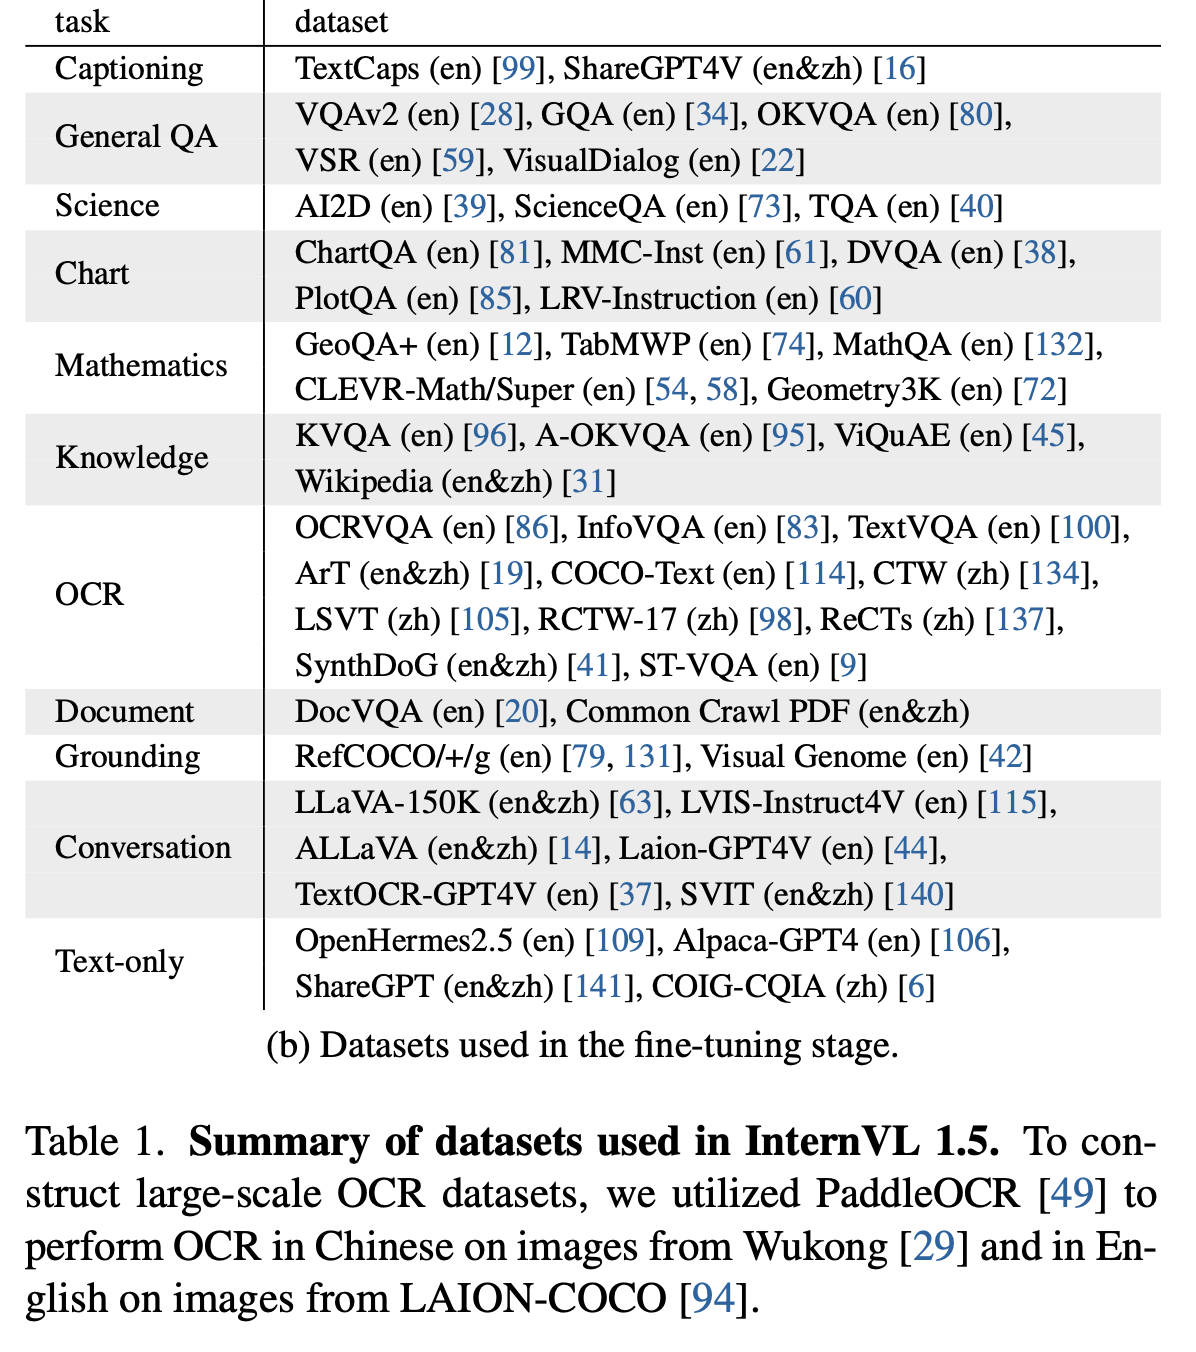 task dataset
Captioning TextCaps (en) [99], ShareGPT4V (en&zh) [16]
General QA VQAv2 (en) [28], GQA (en) [34], OKVQA (en) [80],
VSR (en) [59], VisualDialog (en) [22]
Science AI2D (en) [39], ScienceQA (en) [73], TQA (en) [40]
Chart ChartQA (en) [81], MMC-Inst (en) [61], DVQA (en) [38],
PlotQA (en) [85], LRV-Instruction (en) [60]
Mathematics GeoQA+ (en) [12], TabMWP (en) [74], MathQA (en) [132],
CLEVR-Math/Super (en) [54, 58], Geometry3K (en) [72]
Knowledge KVQA (en) [96], A-OKVQA (en) [95], ViQuAE (en) [45],
Wikipedia (en&zh) [31]
OCR OCRVQA (en) [86], InfoVQA (en) [83], TextVQA (en) [100],
ArT (en&zh) [19], COCO-Text (en) [114], CTW (zh) [134],
LSVT (zh) [105], RCTW-17 (zh) [98], ReCTs (zh) [137],
SynthDoG (en&zh) [41], ST-VQA (en) [9]
Document DocVQA (en) [20], Common Crawl PDF (en&zh)
Grounding RefCOCO/+/g (en) [79, 131], Visual Genome (en) [42]
Conversation LLaVA-150K (en&zh) [63], LVIS-Instruct4V (en) [115],
ALLaVA (en&zh) [14], Laion-GPT4V (en) [44],
TextOCR-GPT4V (en) [37], SVIT (en&zh) [140]
Text-only OpenHermes2.5 (en) [109], Alpaca-GPT4 (en) [106],
ShareGPT (en&zh) [141], COIG-CQIA (zh) [6]
(b) Datasets used in the fine-tuning stage.
Table 1. Summary of datasets used in InternVL 1.5. To con-
struct large-scale OCR datasets, we utilized PaddleOCR [49] to
perform OCR in Chinese on images from Wukong [29] and in En-
glish on images from LAION-COCO [94].